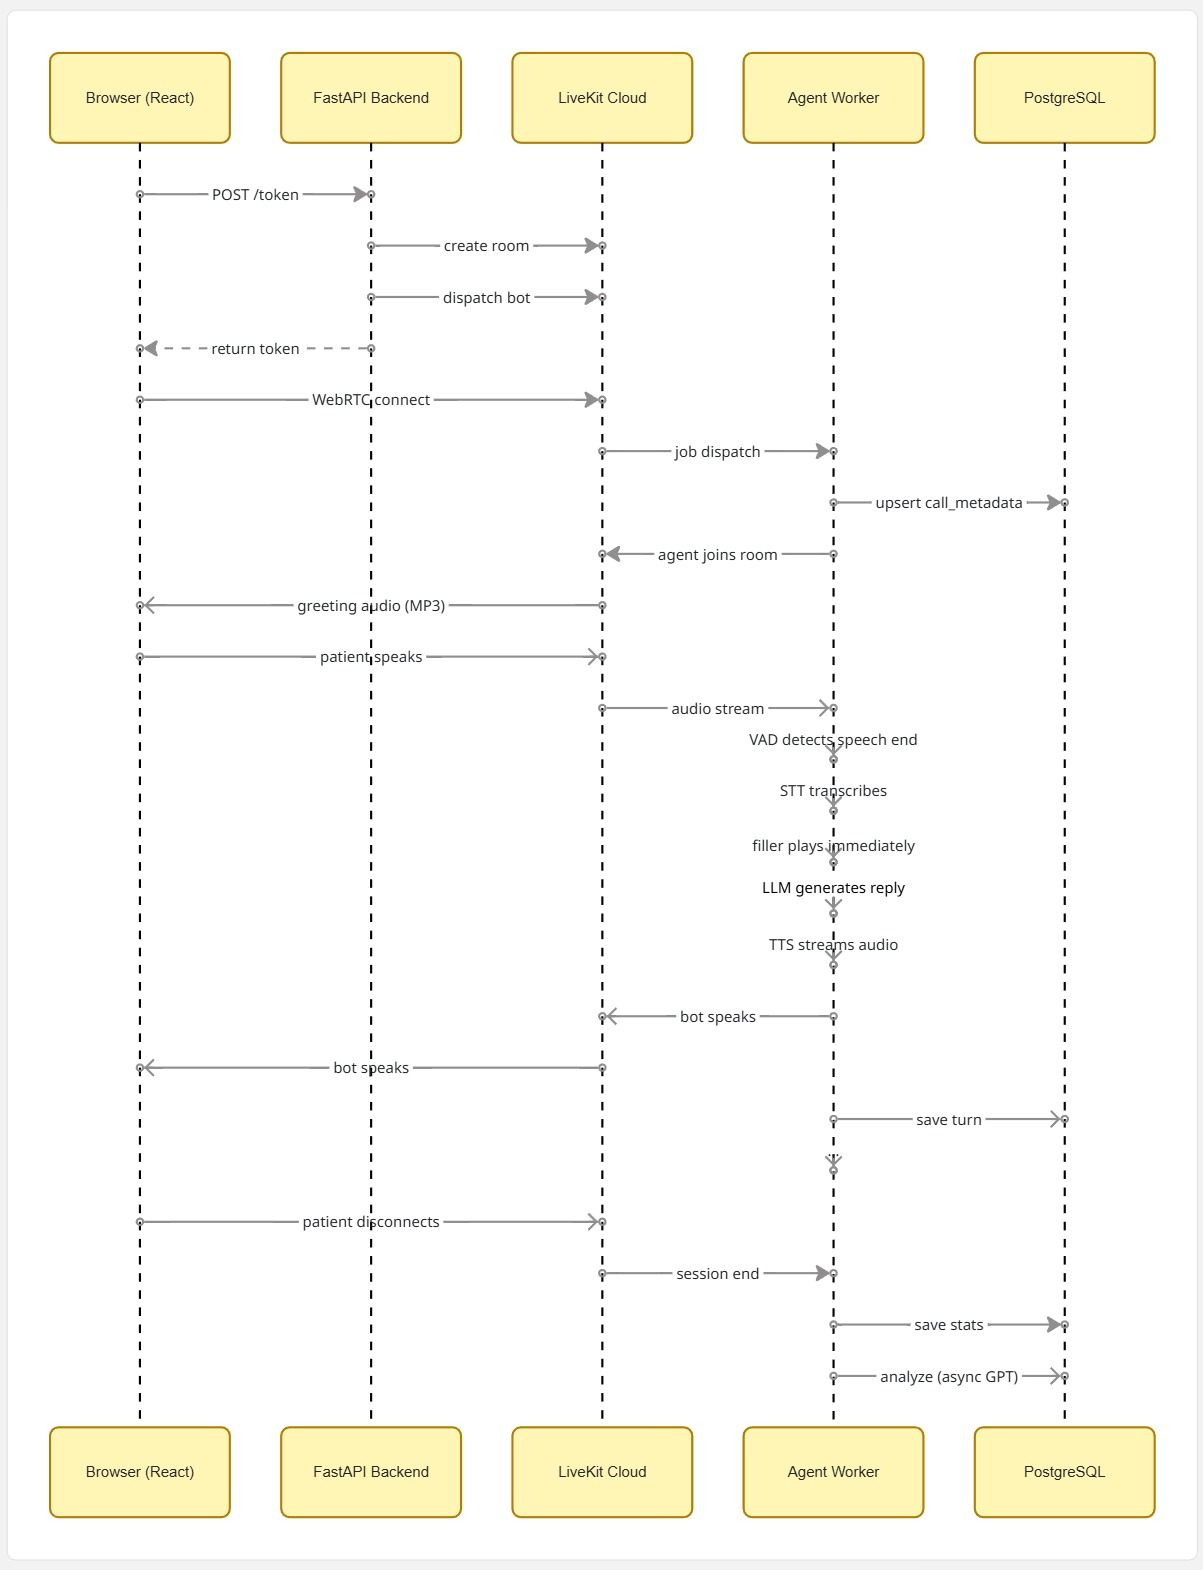 Browser (React)
FastAPI Backend
LiveKit Cloud
Agent Worker
PostgreSQL
POST /token
create room
dispatch bot
return token
WebRTC connect
job dispatch
upsert call_metadata
agent joins room
greeting audio (MP3)
patient speaks
audio stream
VAD detects speech end
STT transcribes
filler plays immediately
LLM generates reply
TTS streams audio
bot speaks
bot speaks
save turn
...
patient disconnects
session end
save stats
analyze (async GPT)
Browser (React)
FastAPI Backend
LiveKit Cloud
Agent Worker
PostgreSQL